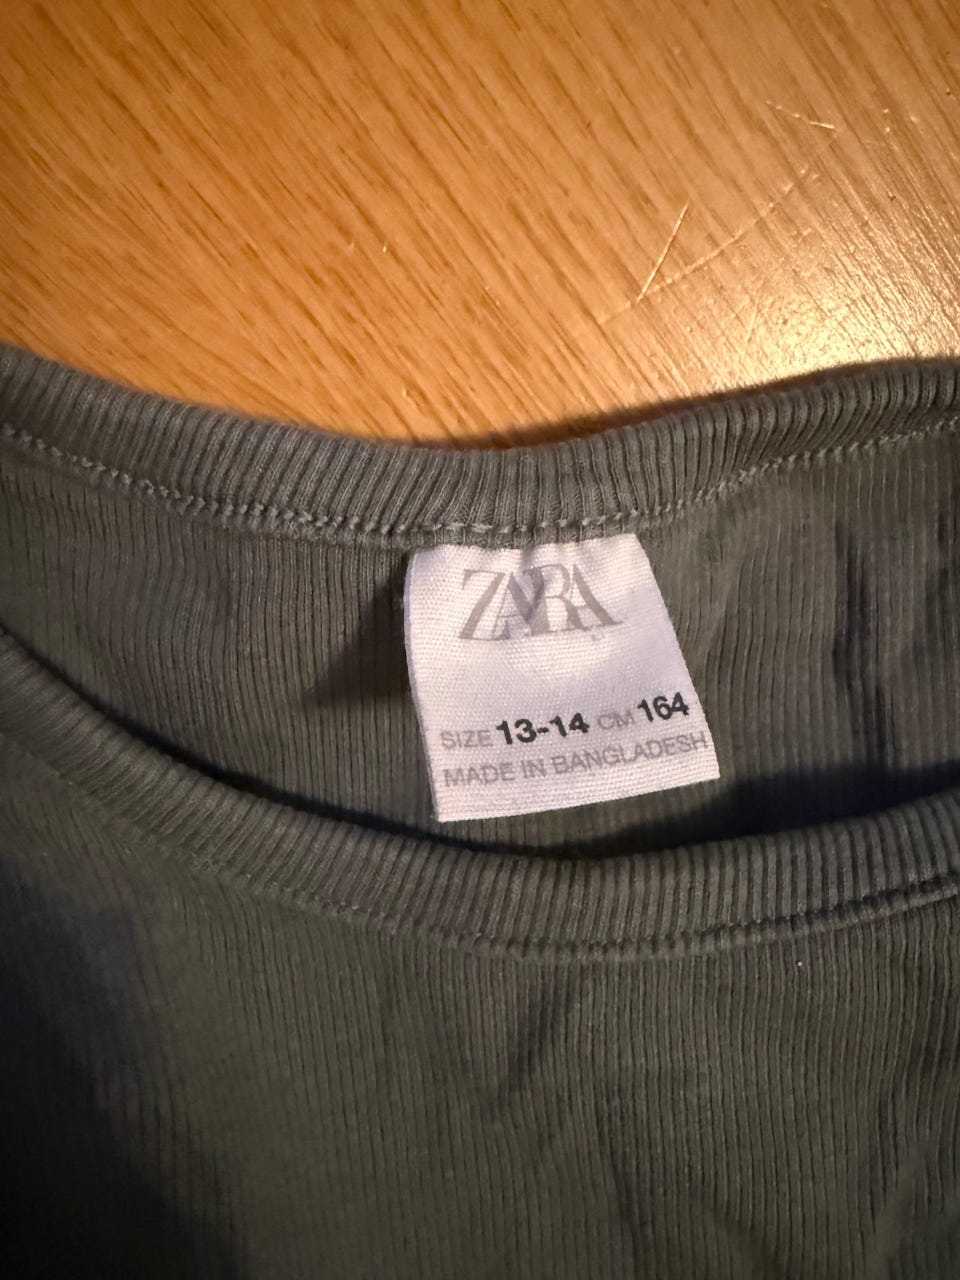 ZARA
SIZE 13-14 CM 164
MADE IN BANGLADESH